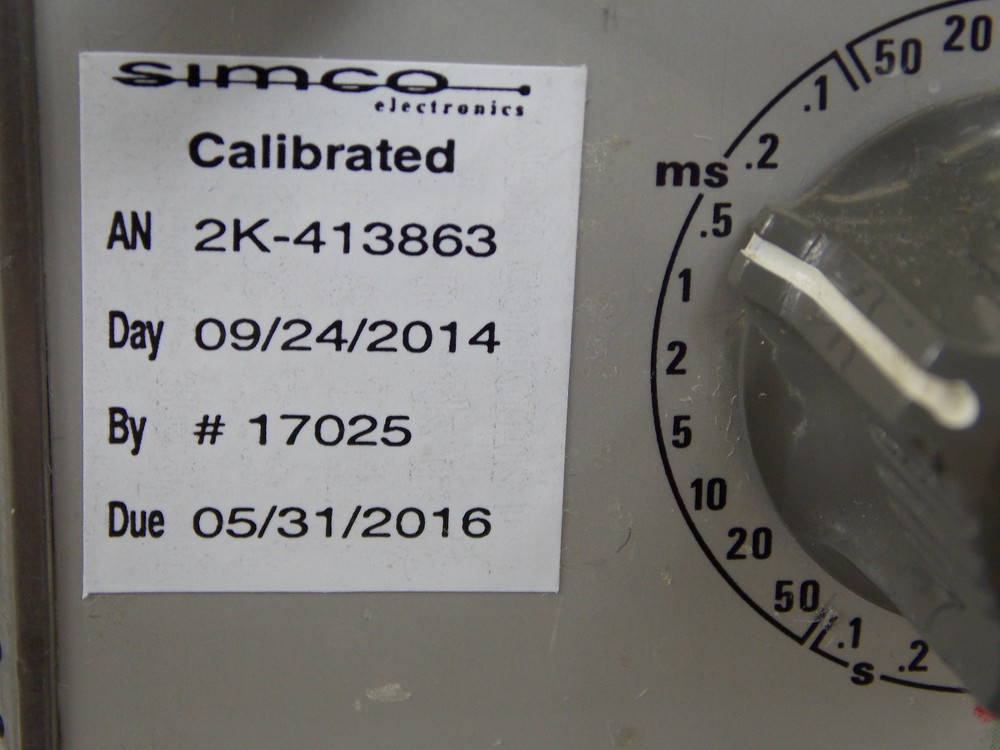 SIMCO
electronics
Calibrated
AN 2K-413863
Day 09/24/2014
By # 17025
Due 05/31/2016
20
50
.1
.2
ms
.5
1
2
5
10
20
50
.1
.2
s